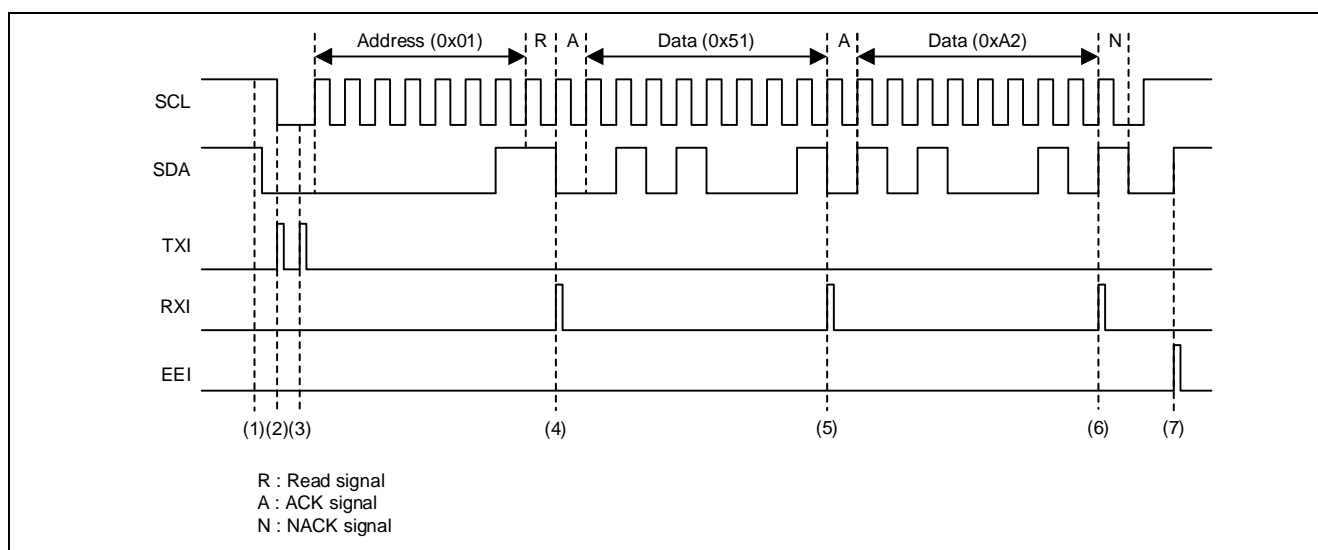 Address (0x01) R A Data (0x51) A Data (0xA2) N
SCL
SDA
TXI
RXI
EEI
(1) (2) (3) (4) (5) (6) (7)
R : Read signal
A : ACK signal
N : NACK signal